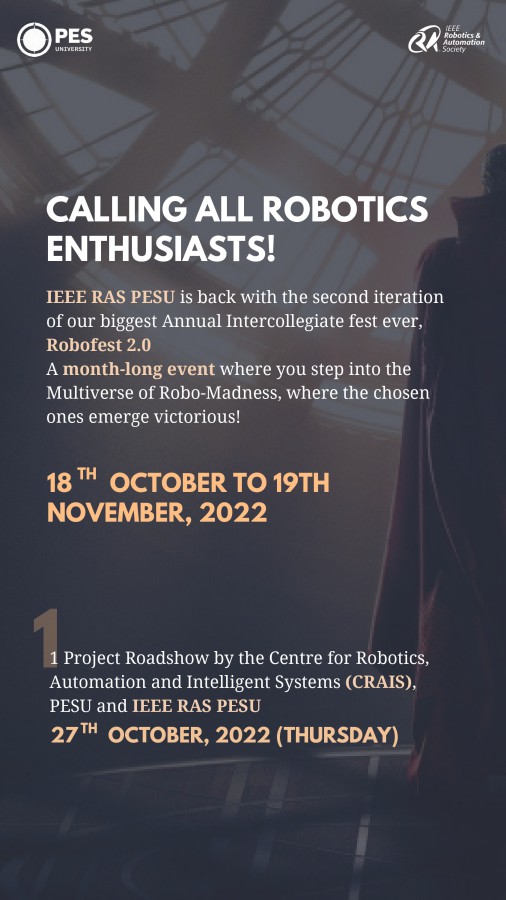 PES
UNIVERSITY
IEEE
Robotics &
Automation
Society
CALLING ALL ROBOTICS
ENTHUSIASTS!
IEEE RAS PESU is back with the second iteration
of our biggest Annual Intercollegiate fest ever,
Robofest 2.0
A month-long event where you step into the
Multiverse of Robo-Madness, where the chosen
ones emerge victorious!
18TH OCTOBER TO 19TH
NOVEMBER, 2022
1
1 Project Roadshow by the Centre for Robotics,
Automation and Intelligent Systems (CRAIS),
PESU and IEEE RAS PESU
27TH OCTOBER, 2022 (THURSDAY)